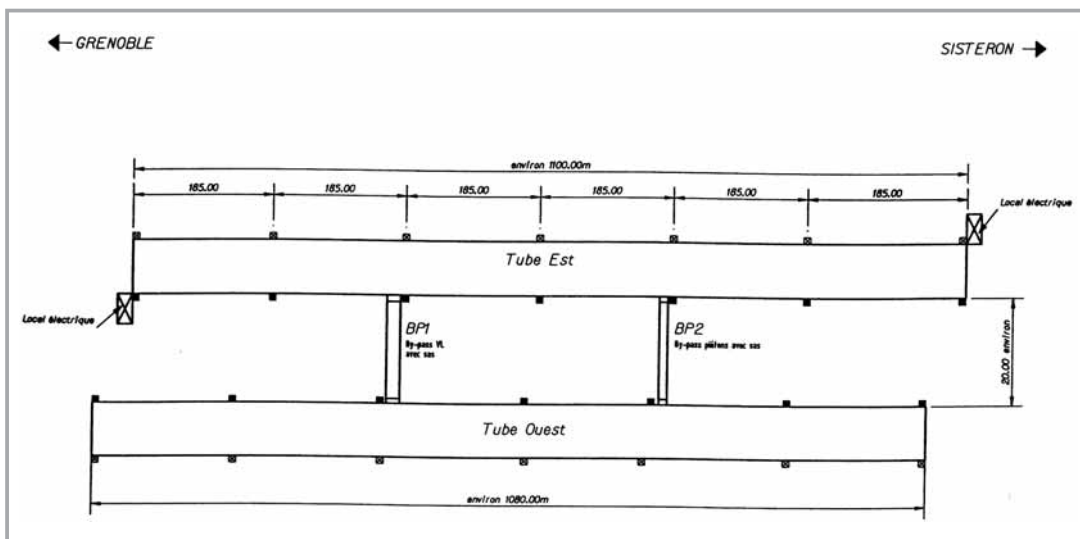 GRENOBLE
SISTERON
environ 1100.00m
185.00 185.00 185.00 185.00 185.00 185.00
Local électrique
Tube Est
Local électrique
BP1
By-pass VL
avec sas
BP2
By-pass piétons avec sas
20.00 environ
Tube Ouest
environ 1080.00m